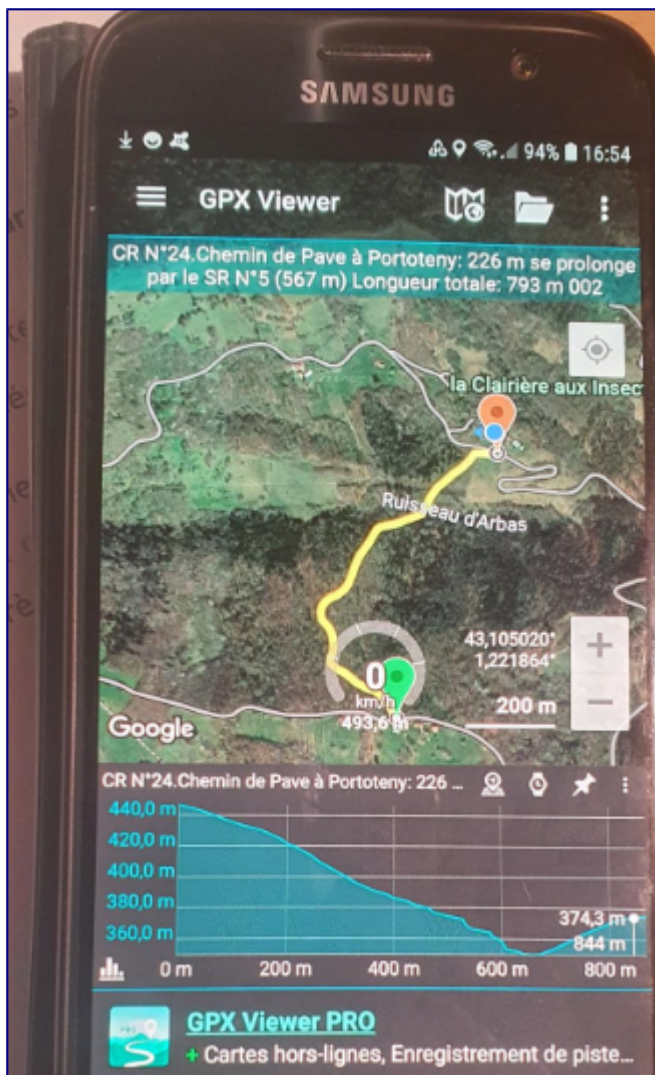 SAMSUNG
94% 16:54
GPX Viewer
CR N°24.Chemin de Pave à Portoteny: 226 m se prolonge
par le SR N°5 (567 m) Longueur totale: 793 m 002
la Clairière aux Insec
Ruisseau d'Arbas
43,105020°
1,221864°
0
km/h
493,6 m
200 m
+
−
Google
CR N°24.Chemin de Pave à Portoteny: 226 ...
440,0 m
420,0 m
400,0 m
380,0 m
360,0 m
374,3 m
844 m
0 m 200 m 400 m 600 m 800 m
GPX Viewer PRO
+ Cartes hors-lignes, Enregistrement de piste...